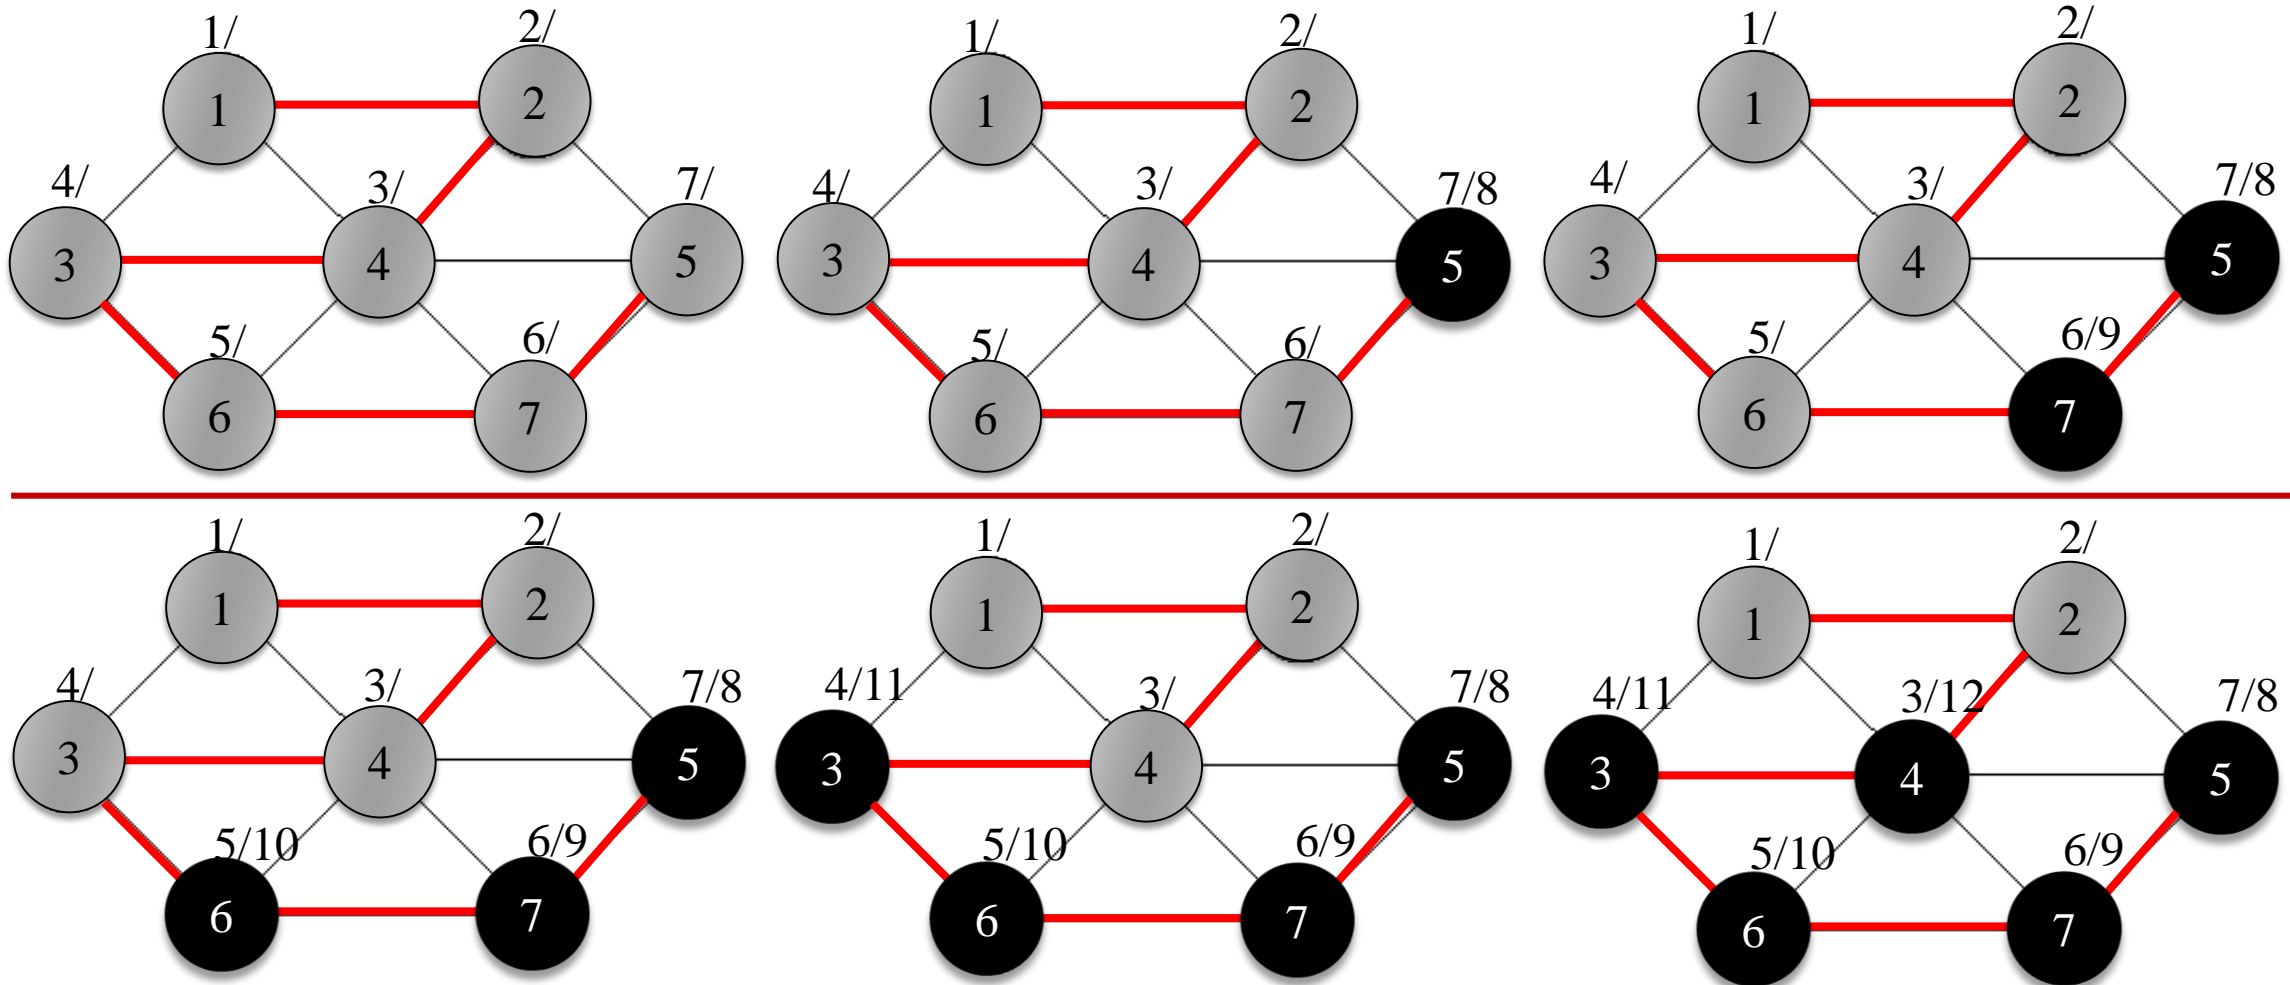 1/ 2/ 1/ 2/ 1/ 2/
1 2 1 2 1 2
4/ 3/ 7/ 4/ 3/ 7/8 4/ 3/ 7/8
3 4 5 3 4 5 3 4 5
5/ 6/ 5/ 6/ 5/ 6/9
6 7 6 7 6 7
1/ 2/ 1/ 2/ 1/ 2/
1 2 1 2 1 2
4/ 3/ 7/8 4/11 3/ 7/8 4/11 3/12 7/8
3 4 5 3 4 5 3 4 5
5/10 6/9 5/10 6/9 5/10 6/9
6 7 6 7 6 7